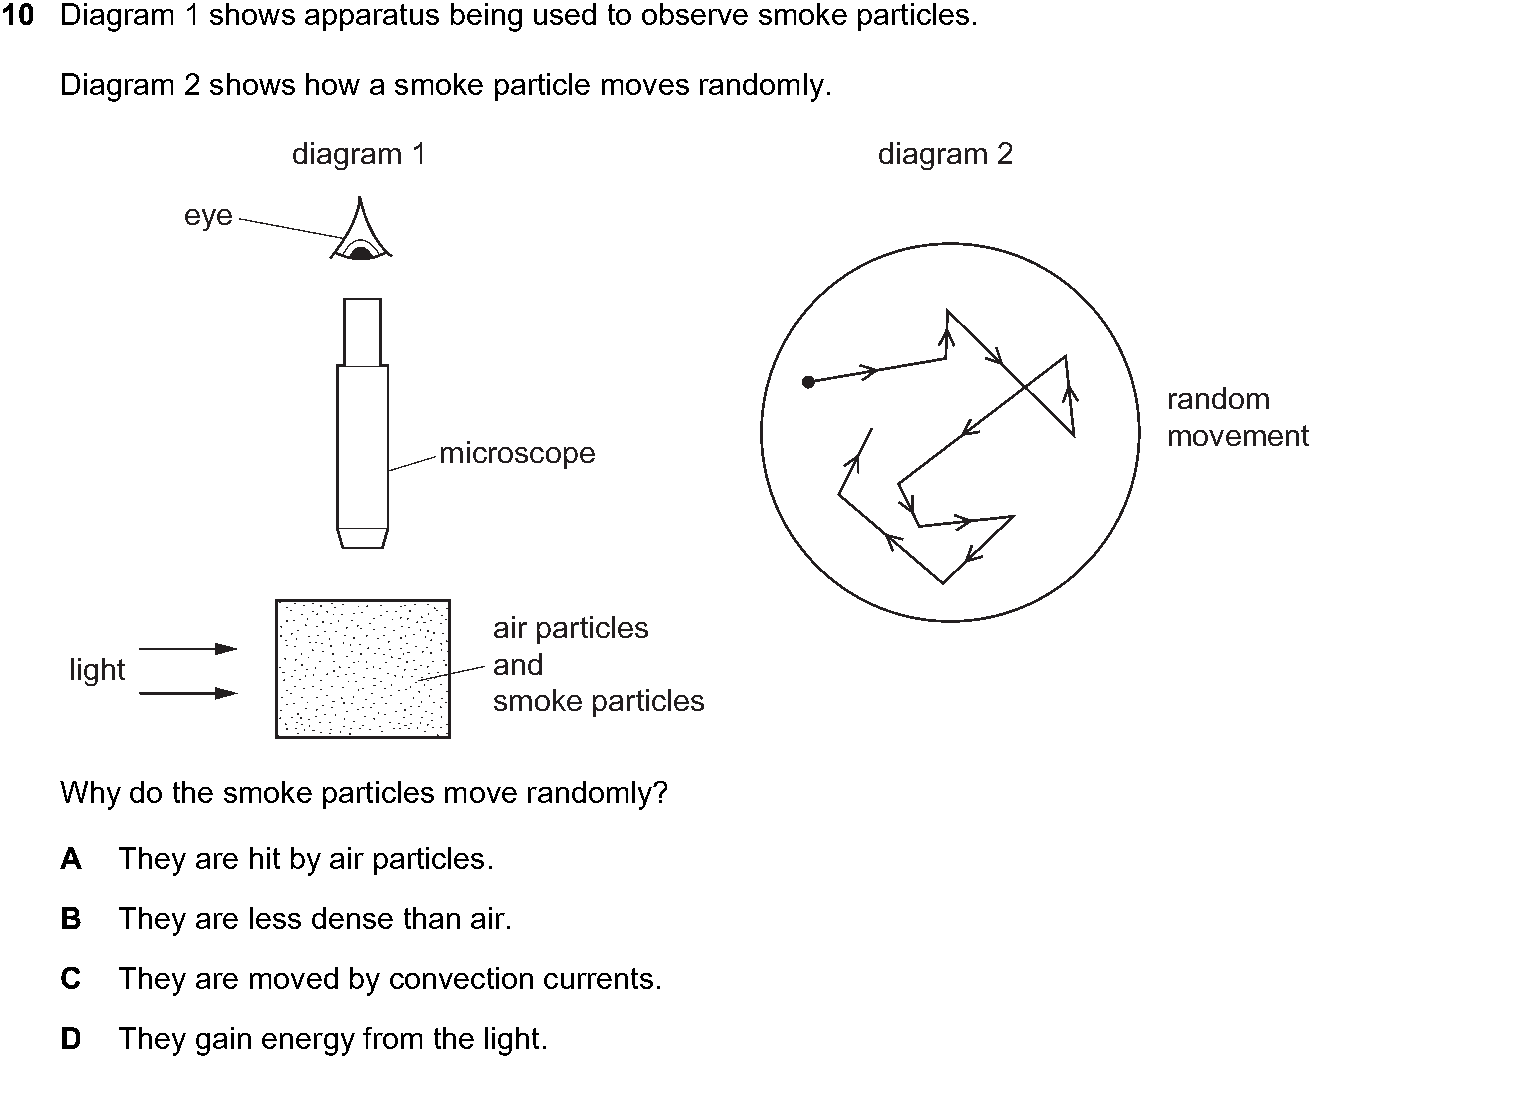 10 Diagram 1 shows apparatus being used to observe smoke particles.
Diagram 2 shows how a smoke particle moves randomly.
diagram 1
diagram 2
eye
microscope
random
movement
light
air particles
and
smoke particles
Why do the smoke particles move randomly?
A They are hit by air particles.
B They are less dense than air.
C They are moved by convection currents.
D They gain energy from the light.